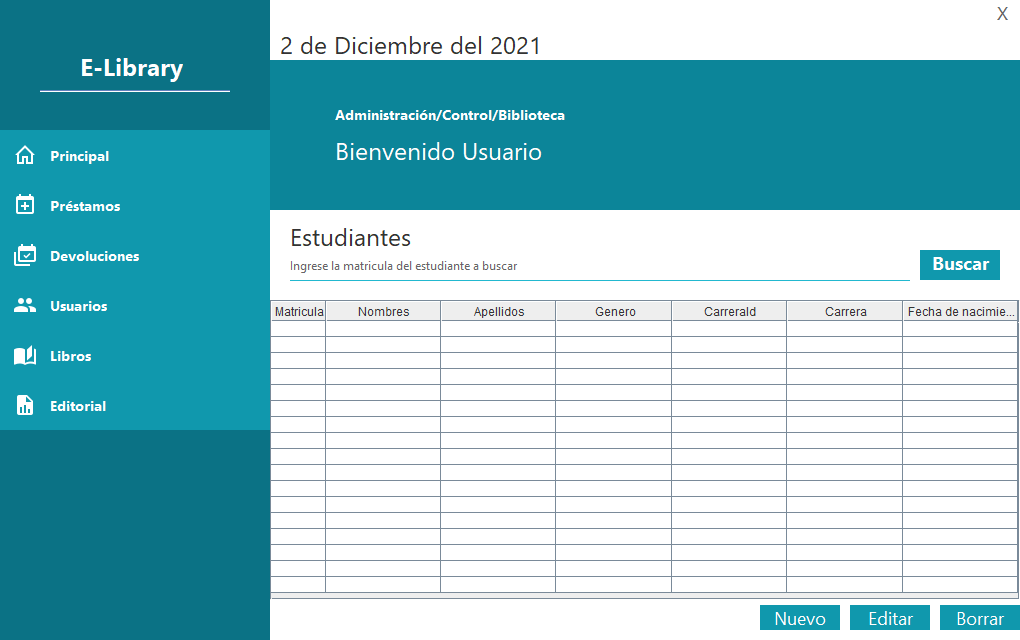 X
2 de Diciembre del 2021
E-Library
Administración/Control/Biblioteca
Bienvenido Usuario
Principal
Préstamos
Devoluciones
Usuarios
Libros
Editorial
Estudiantes
Ingrese la matricula del estudiante a buscar
Buscar
Matricula Nombres Apellidos Genero CarreraId Carrera Fecha de nacimie...
Nuevo Editar Borrar